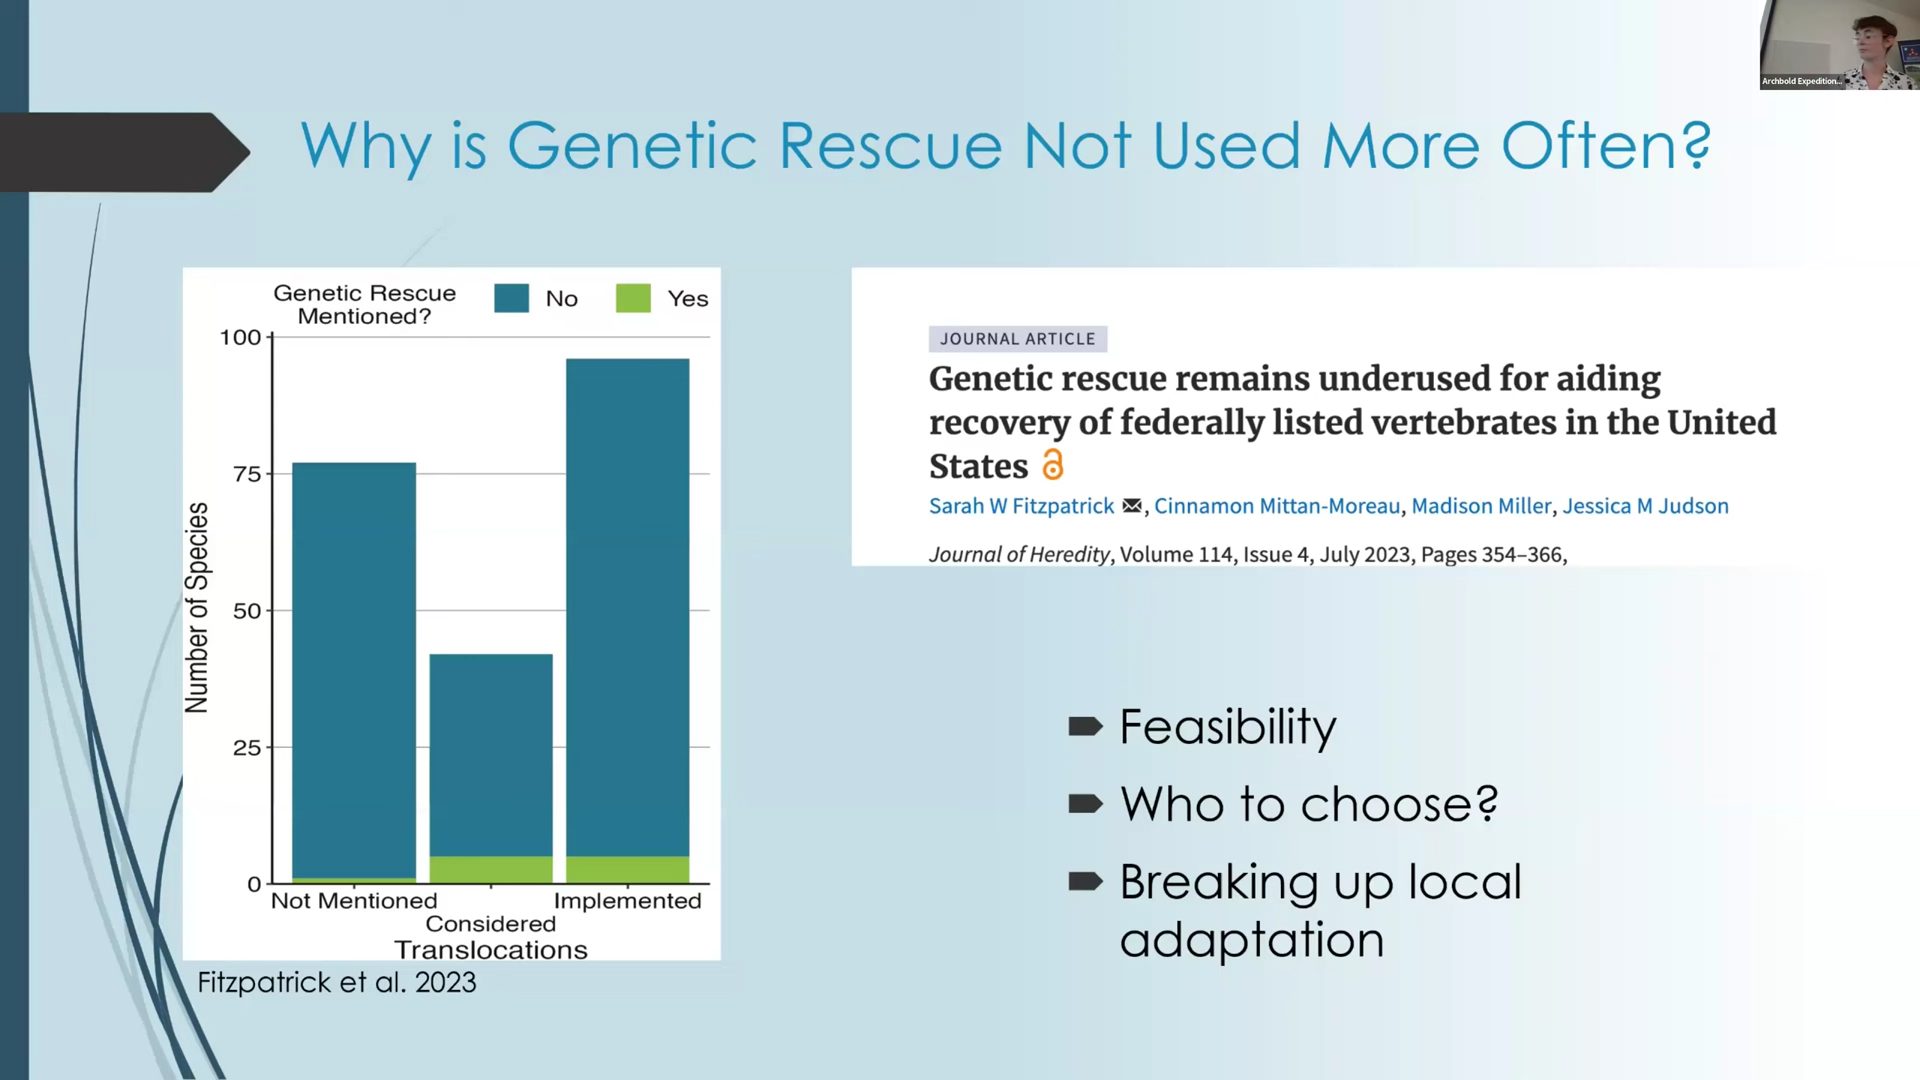 Archbold Expedition...
Why is Genetic Rescue Not Used More Often?
Genetic Rescue
Mentioned?
No
Yes
100
75
50
25
0
Number of Species
Not Mentioned
Considered
Implemented
Translocations
Fitzpatrick et al. 2023
JOURNAL ARTICLE
Genetic rescue remains underused for aiding
recovery of federally listed vertebrates in the United
States
Sarah W Fitzpatrick, Cinnamon Mittan-Moreau, Madison Miller, Jessica M Judson
Journal of Heredity, Volume 114, Issue 4, July 2023, Pages 354–366,
Feasibility
Who to choose?
Breaking up local
adaptation